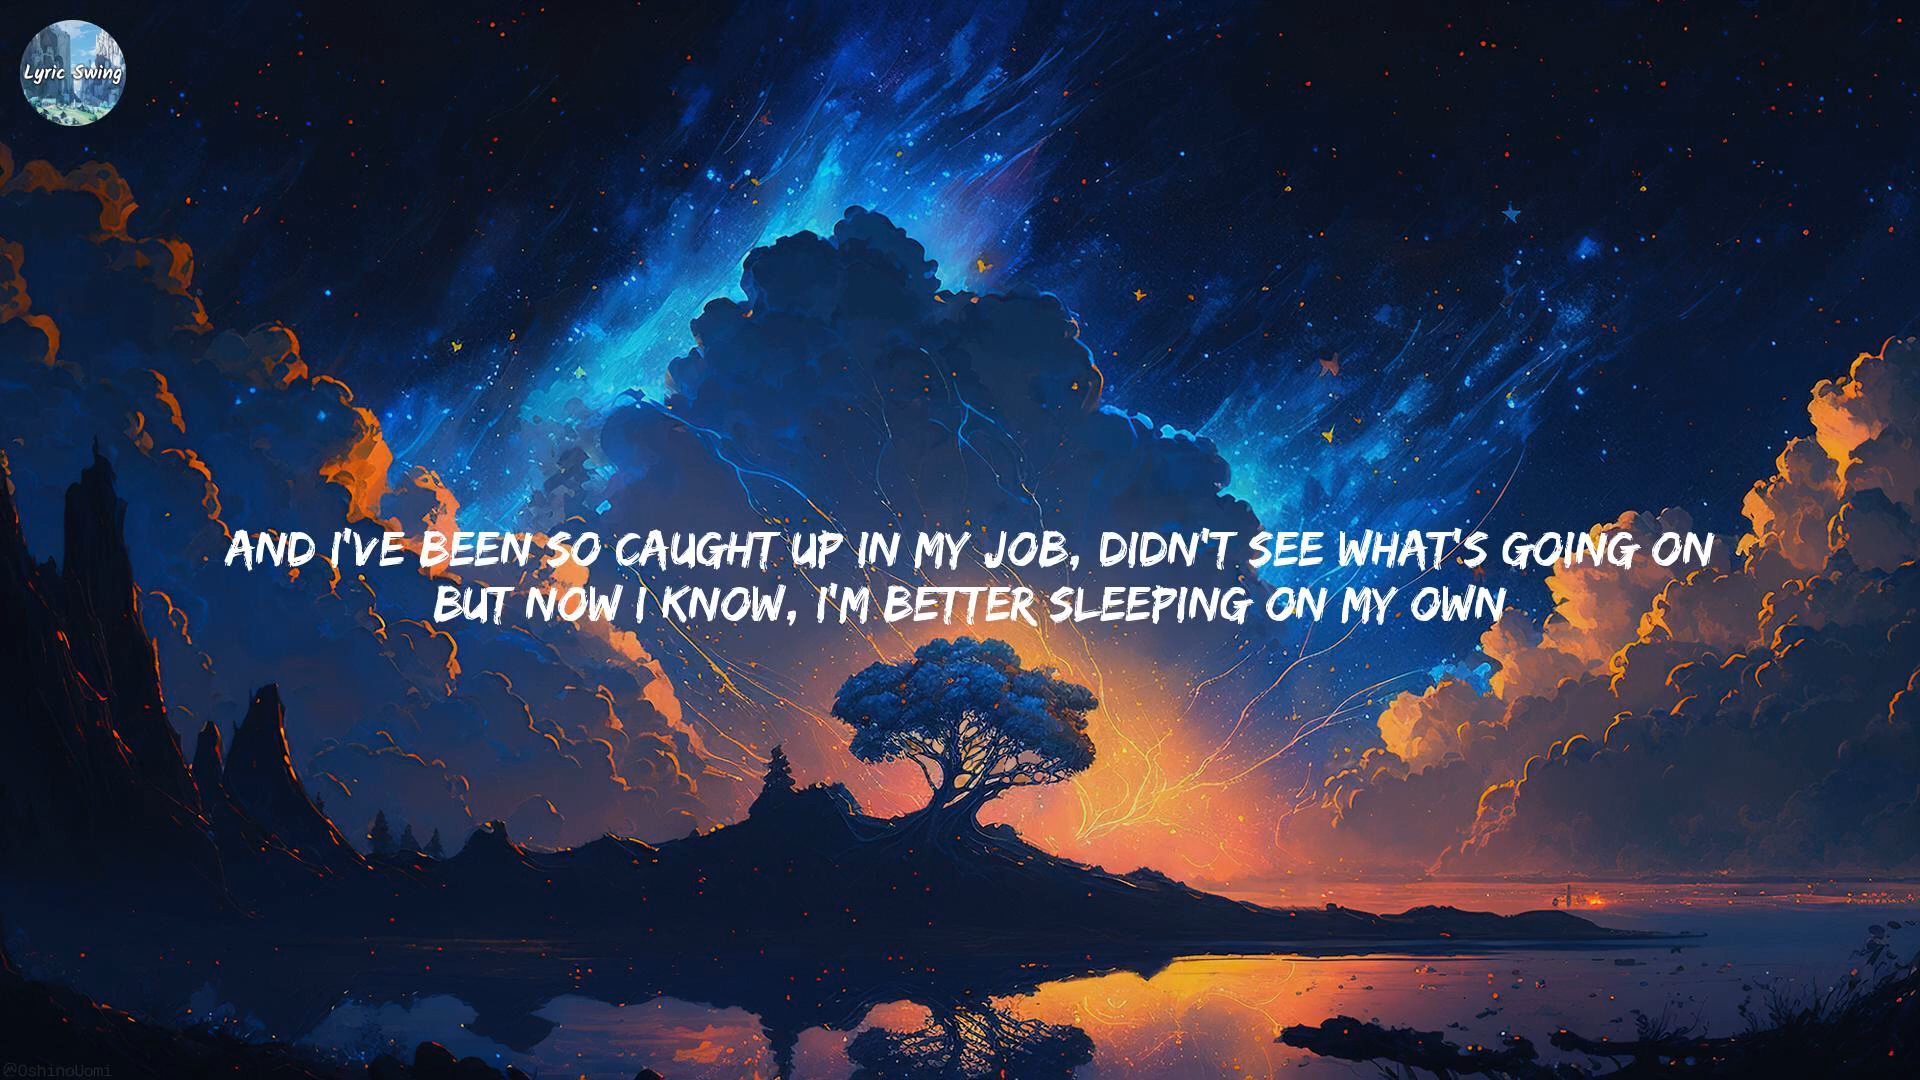 Lyric Swing
AND I'VE BEEN SO CAUGHT UP IN MY JOB, DIDN'T SEE WHAT'S GOING ON
BUT NOW I KNOW, I'M BETTER SLEEPING ON MY OWN
@OshinoUomi